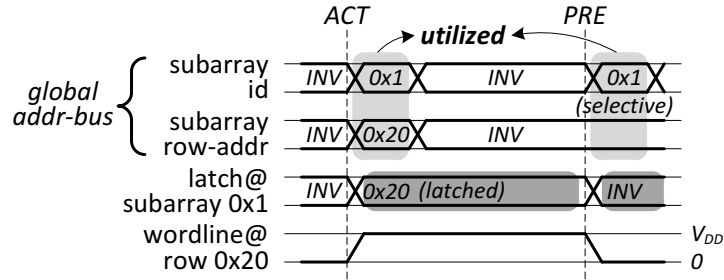 ACT PRE
utilized
global
addr-bus
subarray
id
INV 0x1 INV 0x1
(selective)
subarray
row-addr
INV 0x20 INV
latch@
subarray 0x1
INV 0x20 (latched) INV
wordline@
row 0x20
VDD
0